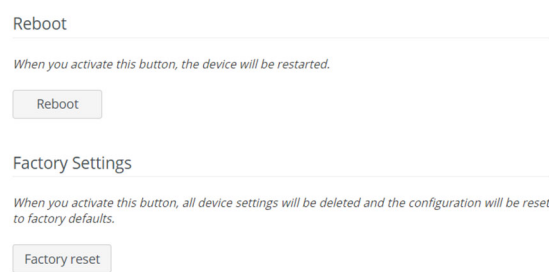 Reboot
When you activate this button, the device will be restarted.
Reboot
Factory Settings
When you activate this button, all device settings will be deleted and the configuration will be reset
to factory defaults.
Factory reset